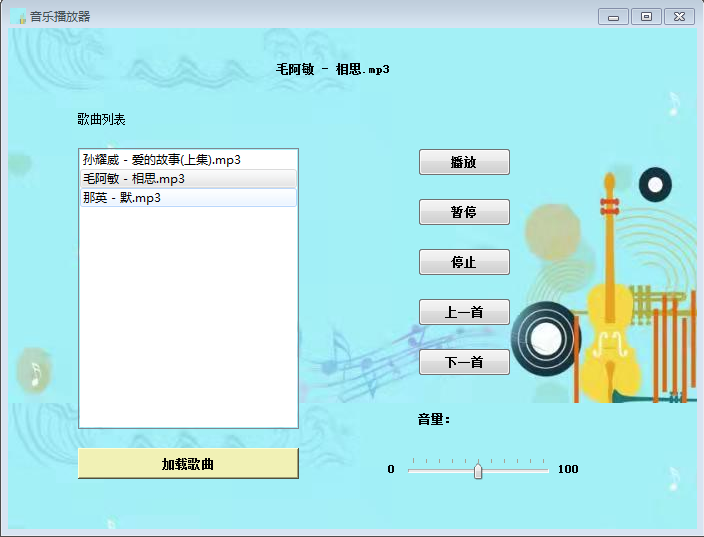 音乐播放器
毛阿敏 - 相思.mp3
歌曲列表
孙耀威 - 爱的故事(上集).mp3
毛阿敏 - 相思.mp3
那英 - 默.mp3
播放
暂停
停止
上一首
下一首
音量：
加载歌曲
0
100